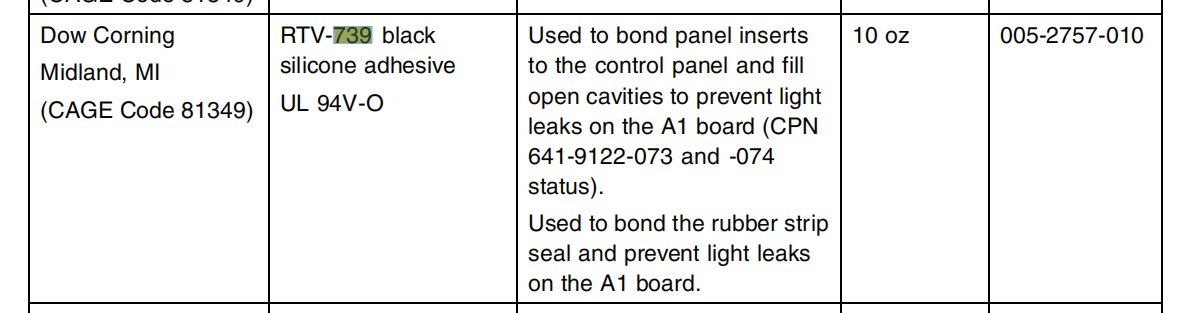 (CAGE Code 81349)
Dow Corning
Midland, MI
(CAGE Code 81349)
RTV-739 black
silicone adhesive
UL 94V-O
Used to bond panel inserts
to the control panel and fill
open cavities to prevent light
leaks on the A1 board (CPN
641-9122-073 and -074
status).
Used to bond the rubber strip
seal and prevent light leaks
on the A1 board.
10 oz
005-2757-010